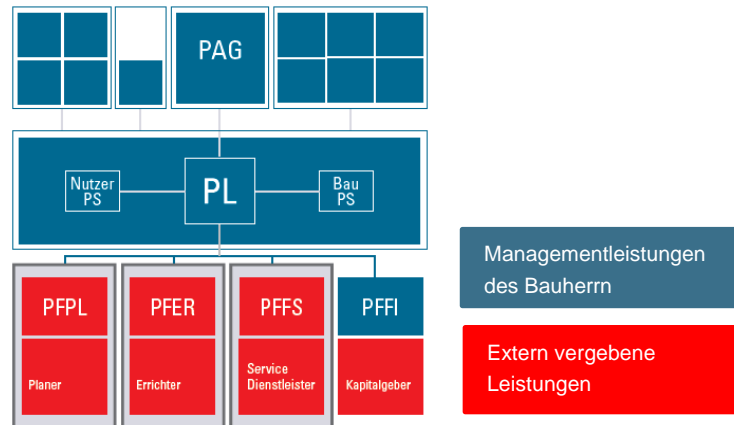 PAG
Nutzer
PS
PL
Bau
PS
PFPL
PFER
PFFS
PFFI
Planer
Errichter
Service
Dienstleister
Kapitalgeber
Managementleistungen
des Bauherrn
Extern vergebene
Leistungen